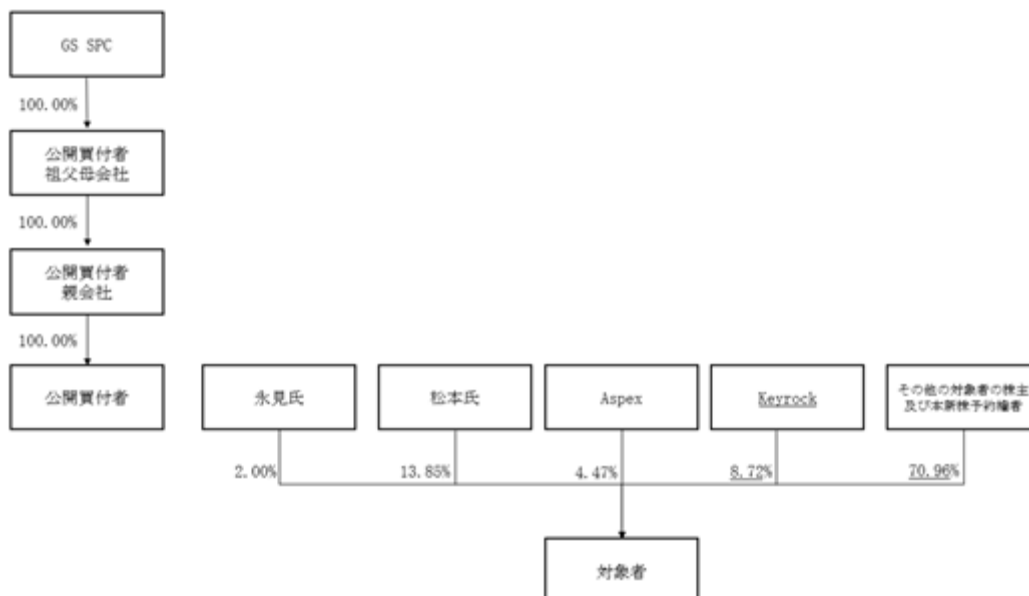 GS SPC
100.00%
公開買付者
祖父母会社
100.00%
公開買付者
親会社
100.00%
公開買付者
永見氏
松本氏
Aspex
Keyrock
その他の対象者の株主
及び本新株予約権者
2.00%
13.85%
4.47%
8.72%
70.96%
対象者